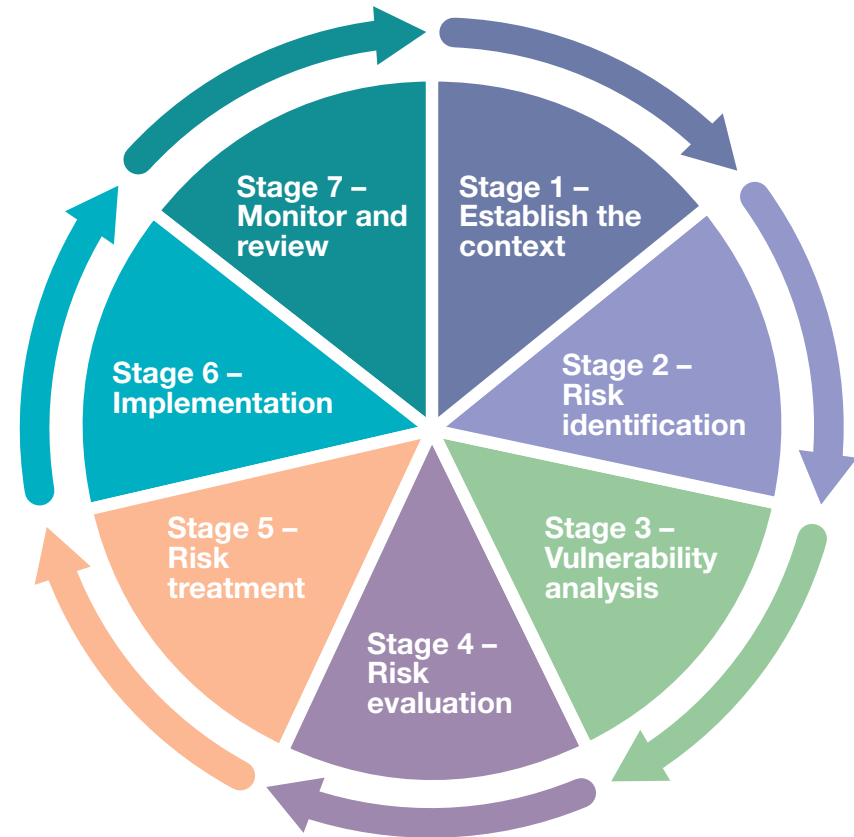 Stage 1 –
Establish the
context
Stage 2 –
Risk
identification
Stage 3 –
Vulnerability
analysis
Stage 4 –
Risk
evaluation
Stage 5 –
Risk
treatment
Stage 6 –
Implementation
Stage 7 –
Monitor and
review